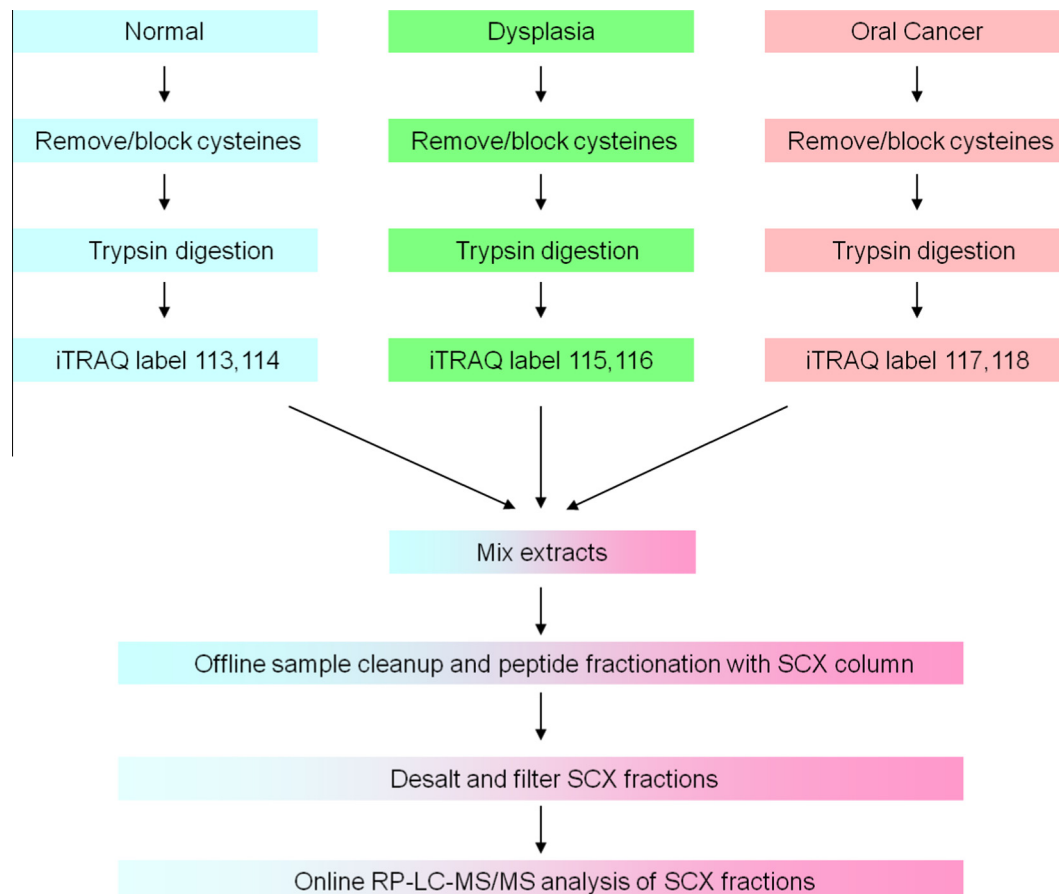 Normal
Dysplasia
Oral Cancer
Remove/block cysteines
Remove/block cysteines
Remove/block cysteines
Trypsin digestion
Trypsin digestion
Trypsin digestion
iTRAQ label 113,114
iTRAQ label 115,116
iTRAQ label 117,118
Mix extracts
Offline sample cleanup and peptide fractionation with SCX column
Desalt and filter SCX fractions
Online RP-LC-MS/MS analysis of SCX fractions